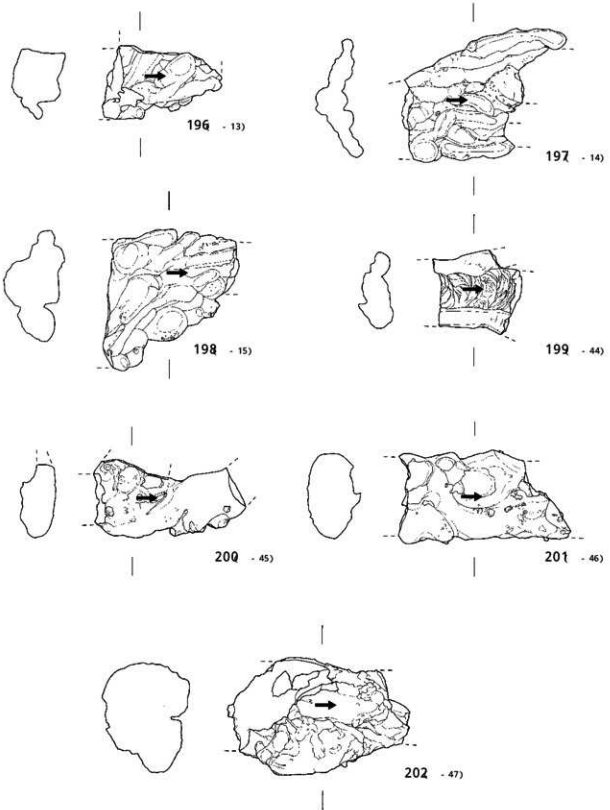 196( - 13)
197( - 14)
198( - 15)
199( - 44)
200( - 45)
201( - 46)
202( - 47)